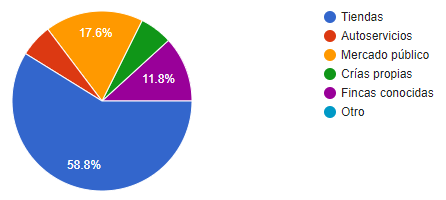 17.6%
11.8%
58.8%
Tiendas
Autoservicios
Mercado público
Crías propias
Fincas conocidas
Otro